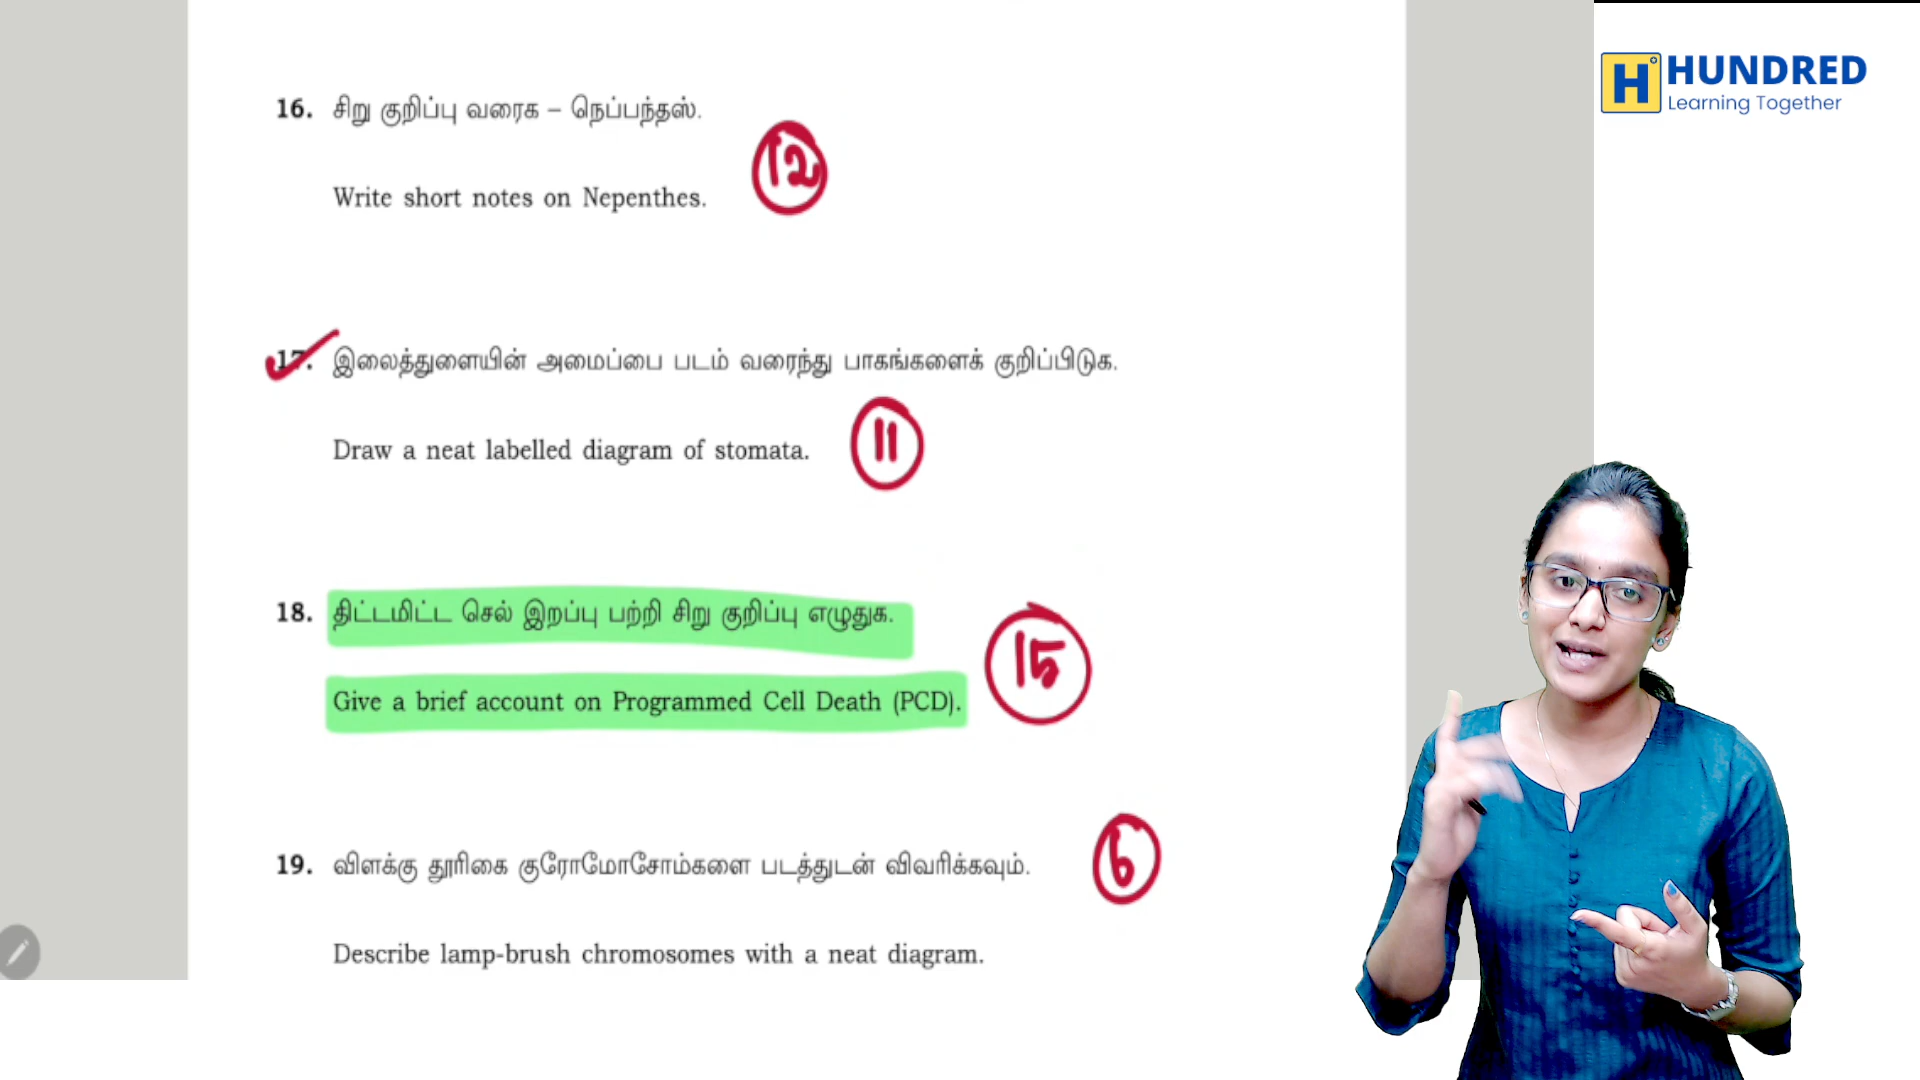 HUNDRED
Learning Together
16. சிறு குறிப்பு வரைக – நெப்பந்தஸ்.
12
Write short notes on Nepenthes.
17. இலைத்துளையின் அமைப்பை படம் வரைந்து பாகங்களைக் குறிப்பிடுக.
11
Draw a neat labelled diagram of stomata.
18. திட்டமிட்ட செல் இறப்பு பற்றி சிறு குறிப்பு எழுதுக.
15
Give a brief account on Programmed Cell Death (PCD).
19. விளக்கு தூரிகை குரோமோசோம்களை படத்துடன் விவரிக்கவும்.
6
Describe lamp-brush chromosomes with a neat diagram.